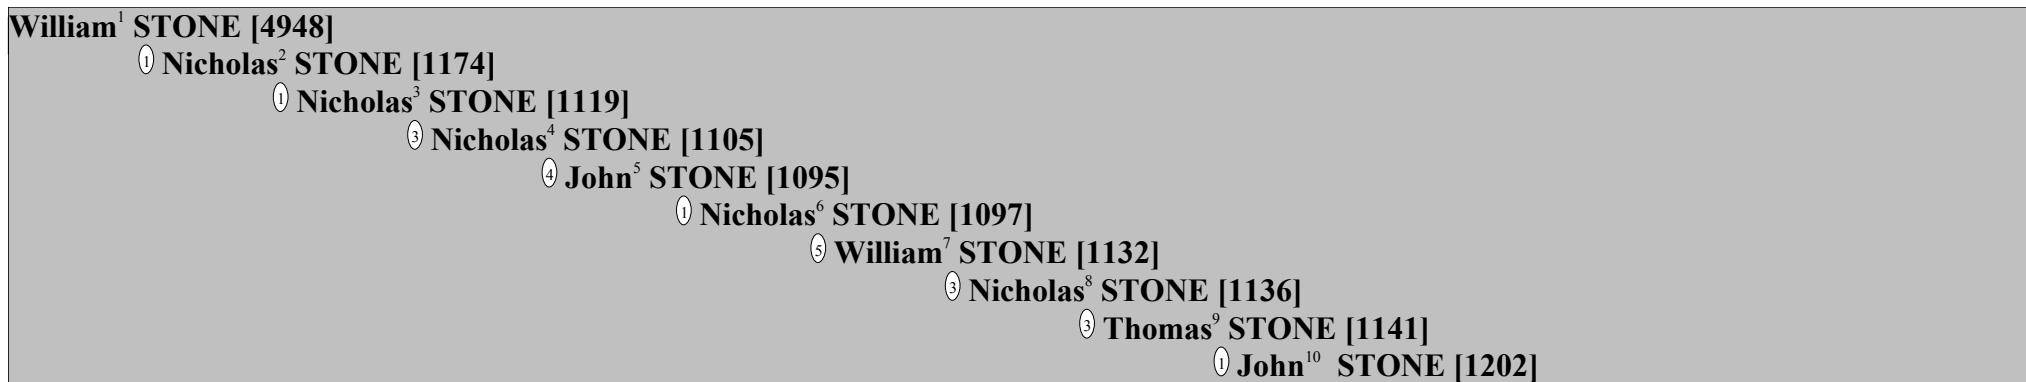 William¹ STONE [4948]
① Nicholas² STONE [1174]
① Nicholas³ STONE [1119]
③ Nicholas⁴ STONE [1105]
④ John⁵ STONE [1095]
① Nicholas⁶ STONE [1097]
⑤ William⁷ STONE [1132]
③ Nicholas⁸ STONE [1136]
③ Thomas⁹ STONE [1141]
① John¹⁰ STONE [1202]